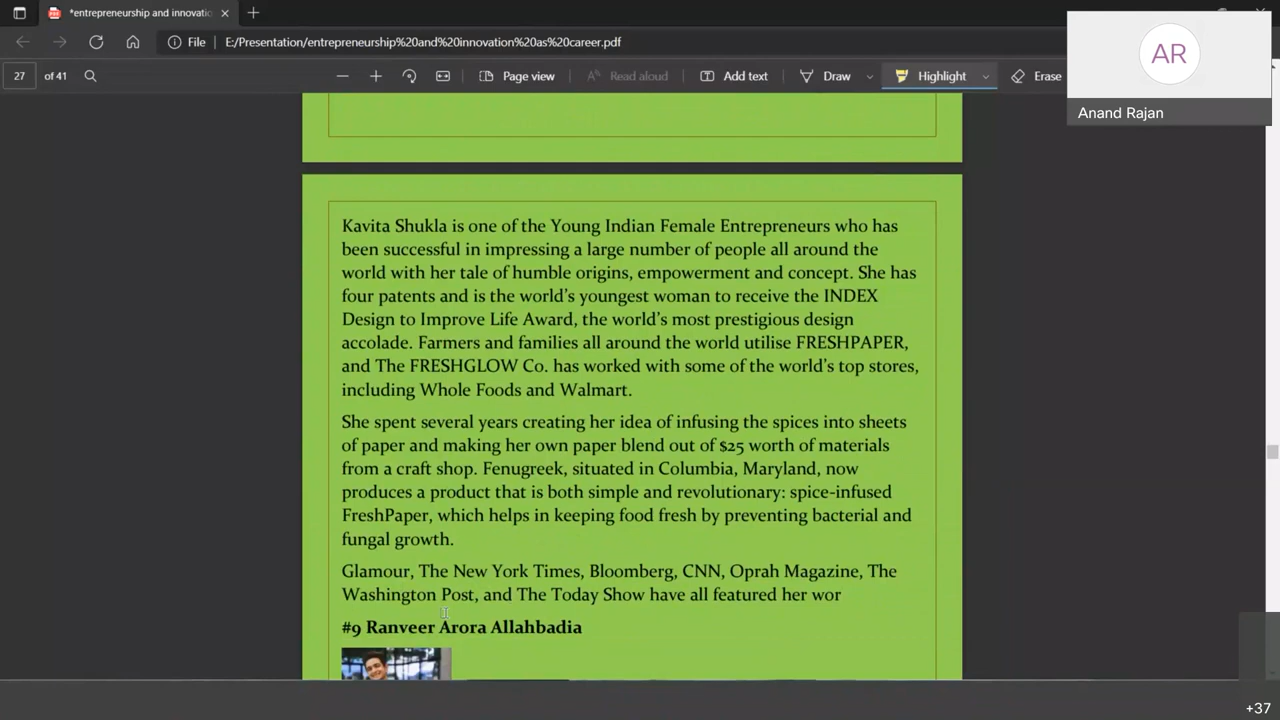 *entrepreneurship and innovatio
File E:/Presentation/entrepreneurship%20and%20innovation%20as%20career.pdf
27 of 41 Page view Read aloud Add text Draw Highlight Erase
AR
Anand Rajan
Kavita Shukla is one of the Young Indian Female Entrepreneurs who has
been successful in impressing a large number of people all around the
world with her tale of humble origins, empowerment and concept. She has
four patents and is the world's youngest woman to receive the INDEX
Design to Improve Life Award, the world's most prestigious design
accolade. Farmers and families all around the world utilise FRESHPAPER,
and The FRESHGLOW Co. has worked with some of the world's top stores,
including Whole Foods and Walmart.
She spent several years creating her idea of infusing the spices into sheets
of paper and making her own paper blend out of $25 worth of materials
from a craft shop. Fenugreek, situated in Columbia, Maryland, now
produces a product that is both simple and revolutionary: spice-infused
FreshPaper, which helps in keeping food fresh by preventing bacterial and
fungal growth.
Glamour, The New York Times, Bloomberg, CNN, Oprah Magazine, The
Washington Post, and The Today Show have all featured her wor
#9 Ranveer Arora Allahbadia
+37